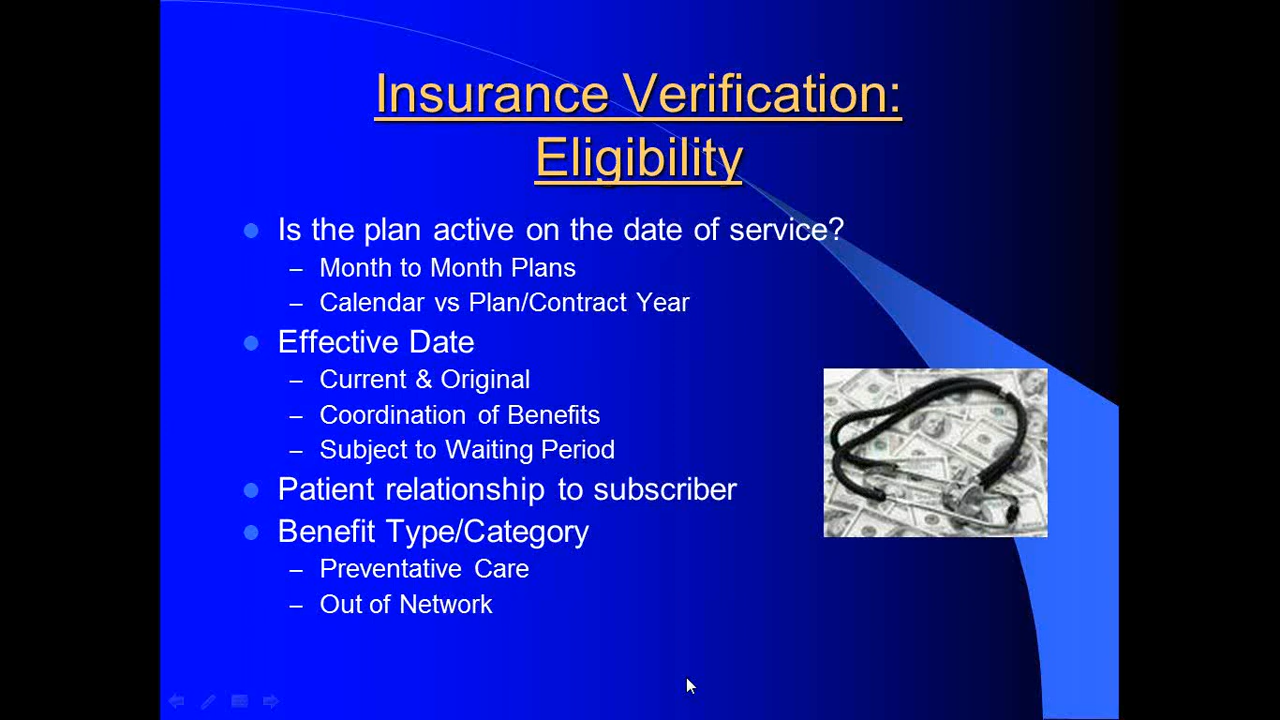 Insurance Verification:
Eligibility
Is the plan active on the date of service?
– Month to Month Plans
– Calendar vs Plan/Contract Year
Effective Date
– Current & Original
– Coordination of Benefits
– Subject to Waiting Period
Patient relationship to subscriber
Benefit Type/Category
– Preventative Care
– Out of Network